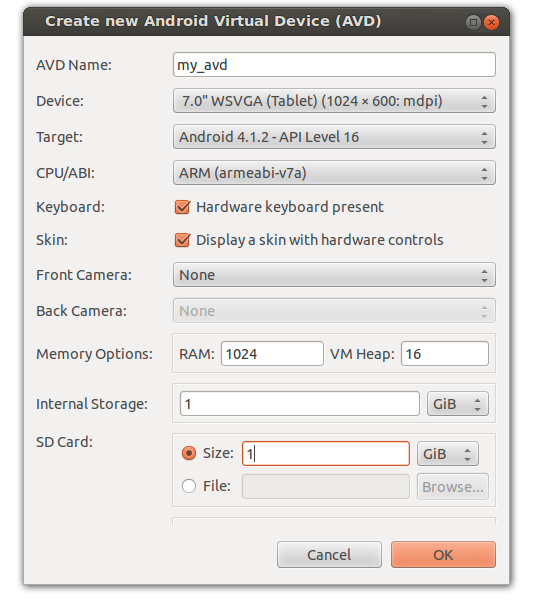 Create new Android Virtual Device (AVD)
AVD Name: my_avd
Device: 7.0" WSVGA (Tablet) (1024 × 600: mdpi)
Target: Android 4.1.2 - API Level 16
CPU/ABI: ARM (armeabi-v7a)
Keyboard: Hardware keyboard present
Skin: Display a skin with hardware controls
Front Camera: None
Back Camera: None
Memory Options: RAM: 1024 VM Heap: 16
Internal Storage: 1 GiB
SD Card:
Size: 1 GiB
File: Browse...
Cancel OK